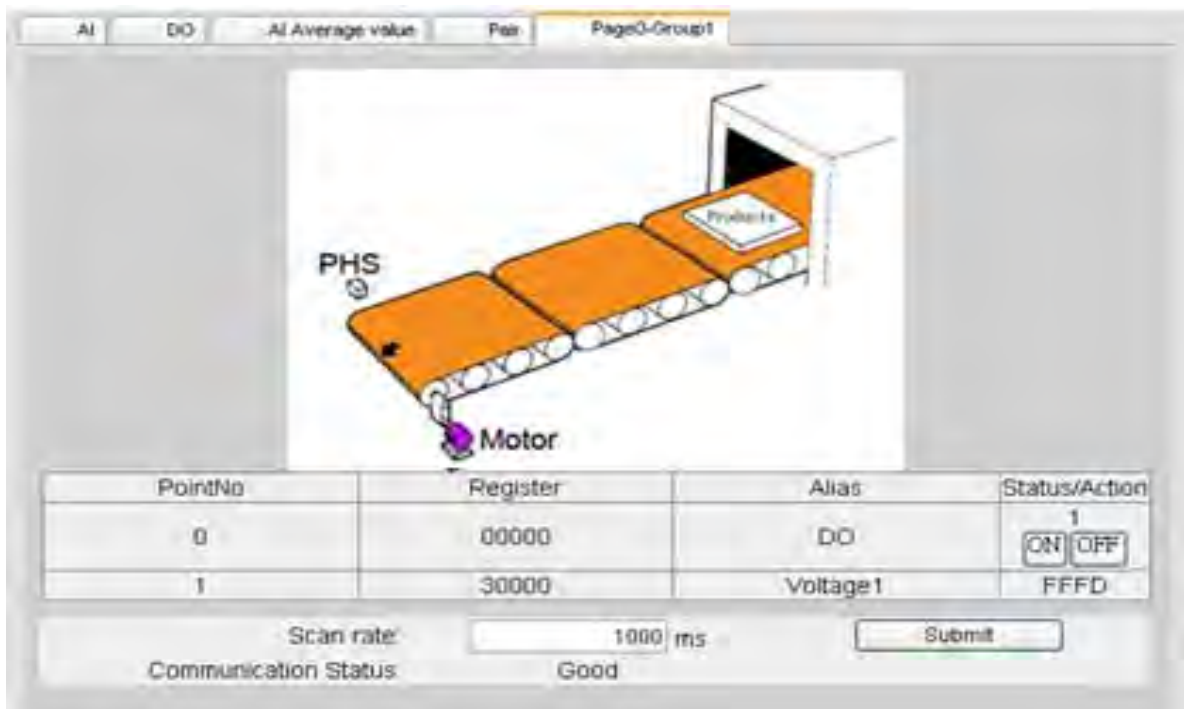 AI DO AI Average value Pair Page0-Group1
Products
PHS
Motor
PointNo Register Alias Status/Action
0 00000 DO 1
ON OFF
1 30000 Voltage1 FFFD
Scan rate: 1000 ms Submit
Communication Status Good